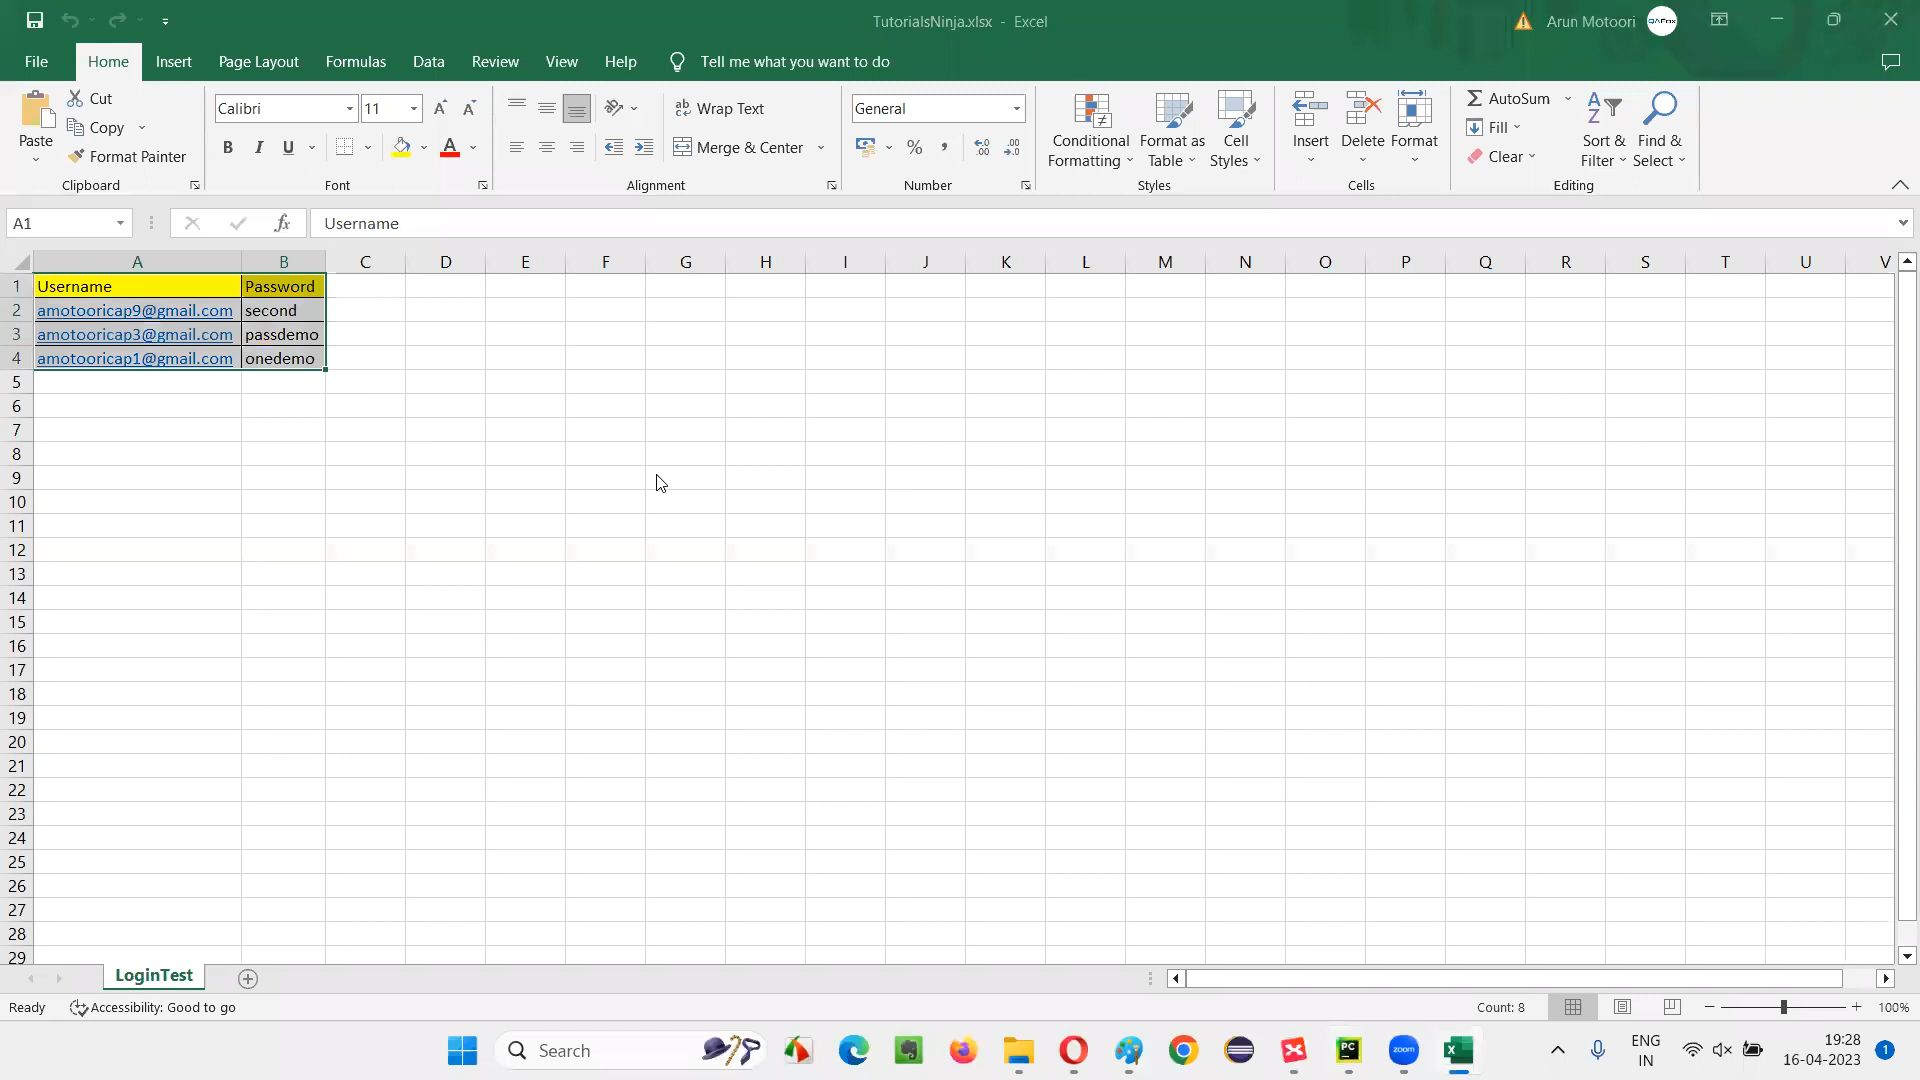 TutorialsNinja.xlsx - Excel
Arun Motoori
File Home Insert Page Layout Formulas Data Review View Help Tell me what you want to do
Paste
Cut
Copy
Format Painter
Clipboard
Calibri 11
B I U A
Font
ab Wrap Text
Merge & Center
Alignment
General
% ,
Number
Conditional Formatting
Format as Table
Cell Styles
Styles
Insert Delete Format
Cells
AutoSum
Fill
Clear
Sort & Filter
Find & Select
Editing
A1 fx Username
A B C D E F G H I J K L M N O P Q R S T U V
1 Username Password
2 amotooricap9@gmail.com second
3 amotooricap3@gmail.com passdemo
4 amotooricap1@gmail.com onedemo
5
6
7
8
9
10
11
12
13
14
15
16
17
18
19
20
21
22
23
24
25
26
27
28
29
LoginTest
Ready Accessibility: Good to go Count: 8 100%
Search
PC
zoom
ENG IN
19:28
16-04-2023
1